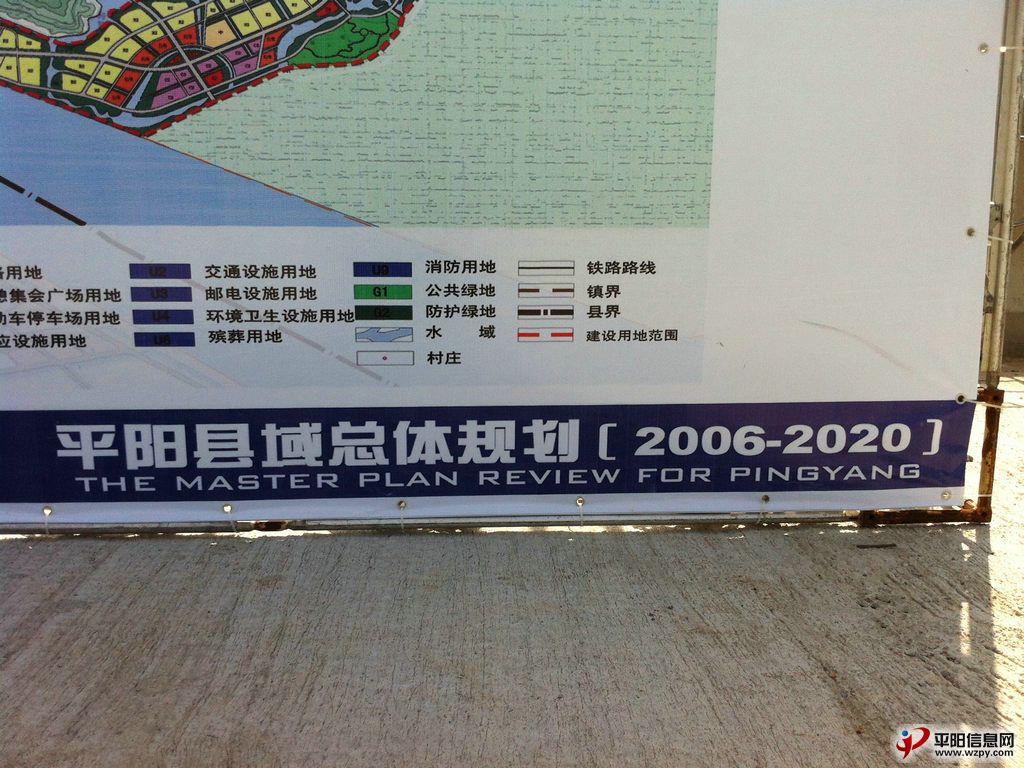 备用地 U2 交通设施用地 U9 消防用地 铁路路线
集会广场用地 U3 邮电设施用地 G1 公共绿地 镇界
动车停车场用地 U4 环境卫生设施用地 G2 防护绿地 县界
应设施用地 U6 殡葬用地 水 域 建设用地范围
村庄
平阳县域总体规划〔2006-2020〕
THE MASTER PLAN REVIEW FOR PINGYANG
平阳信息网
www.wzpy.com